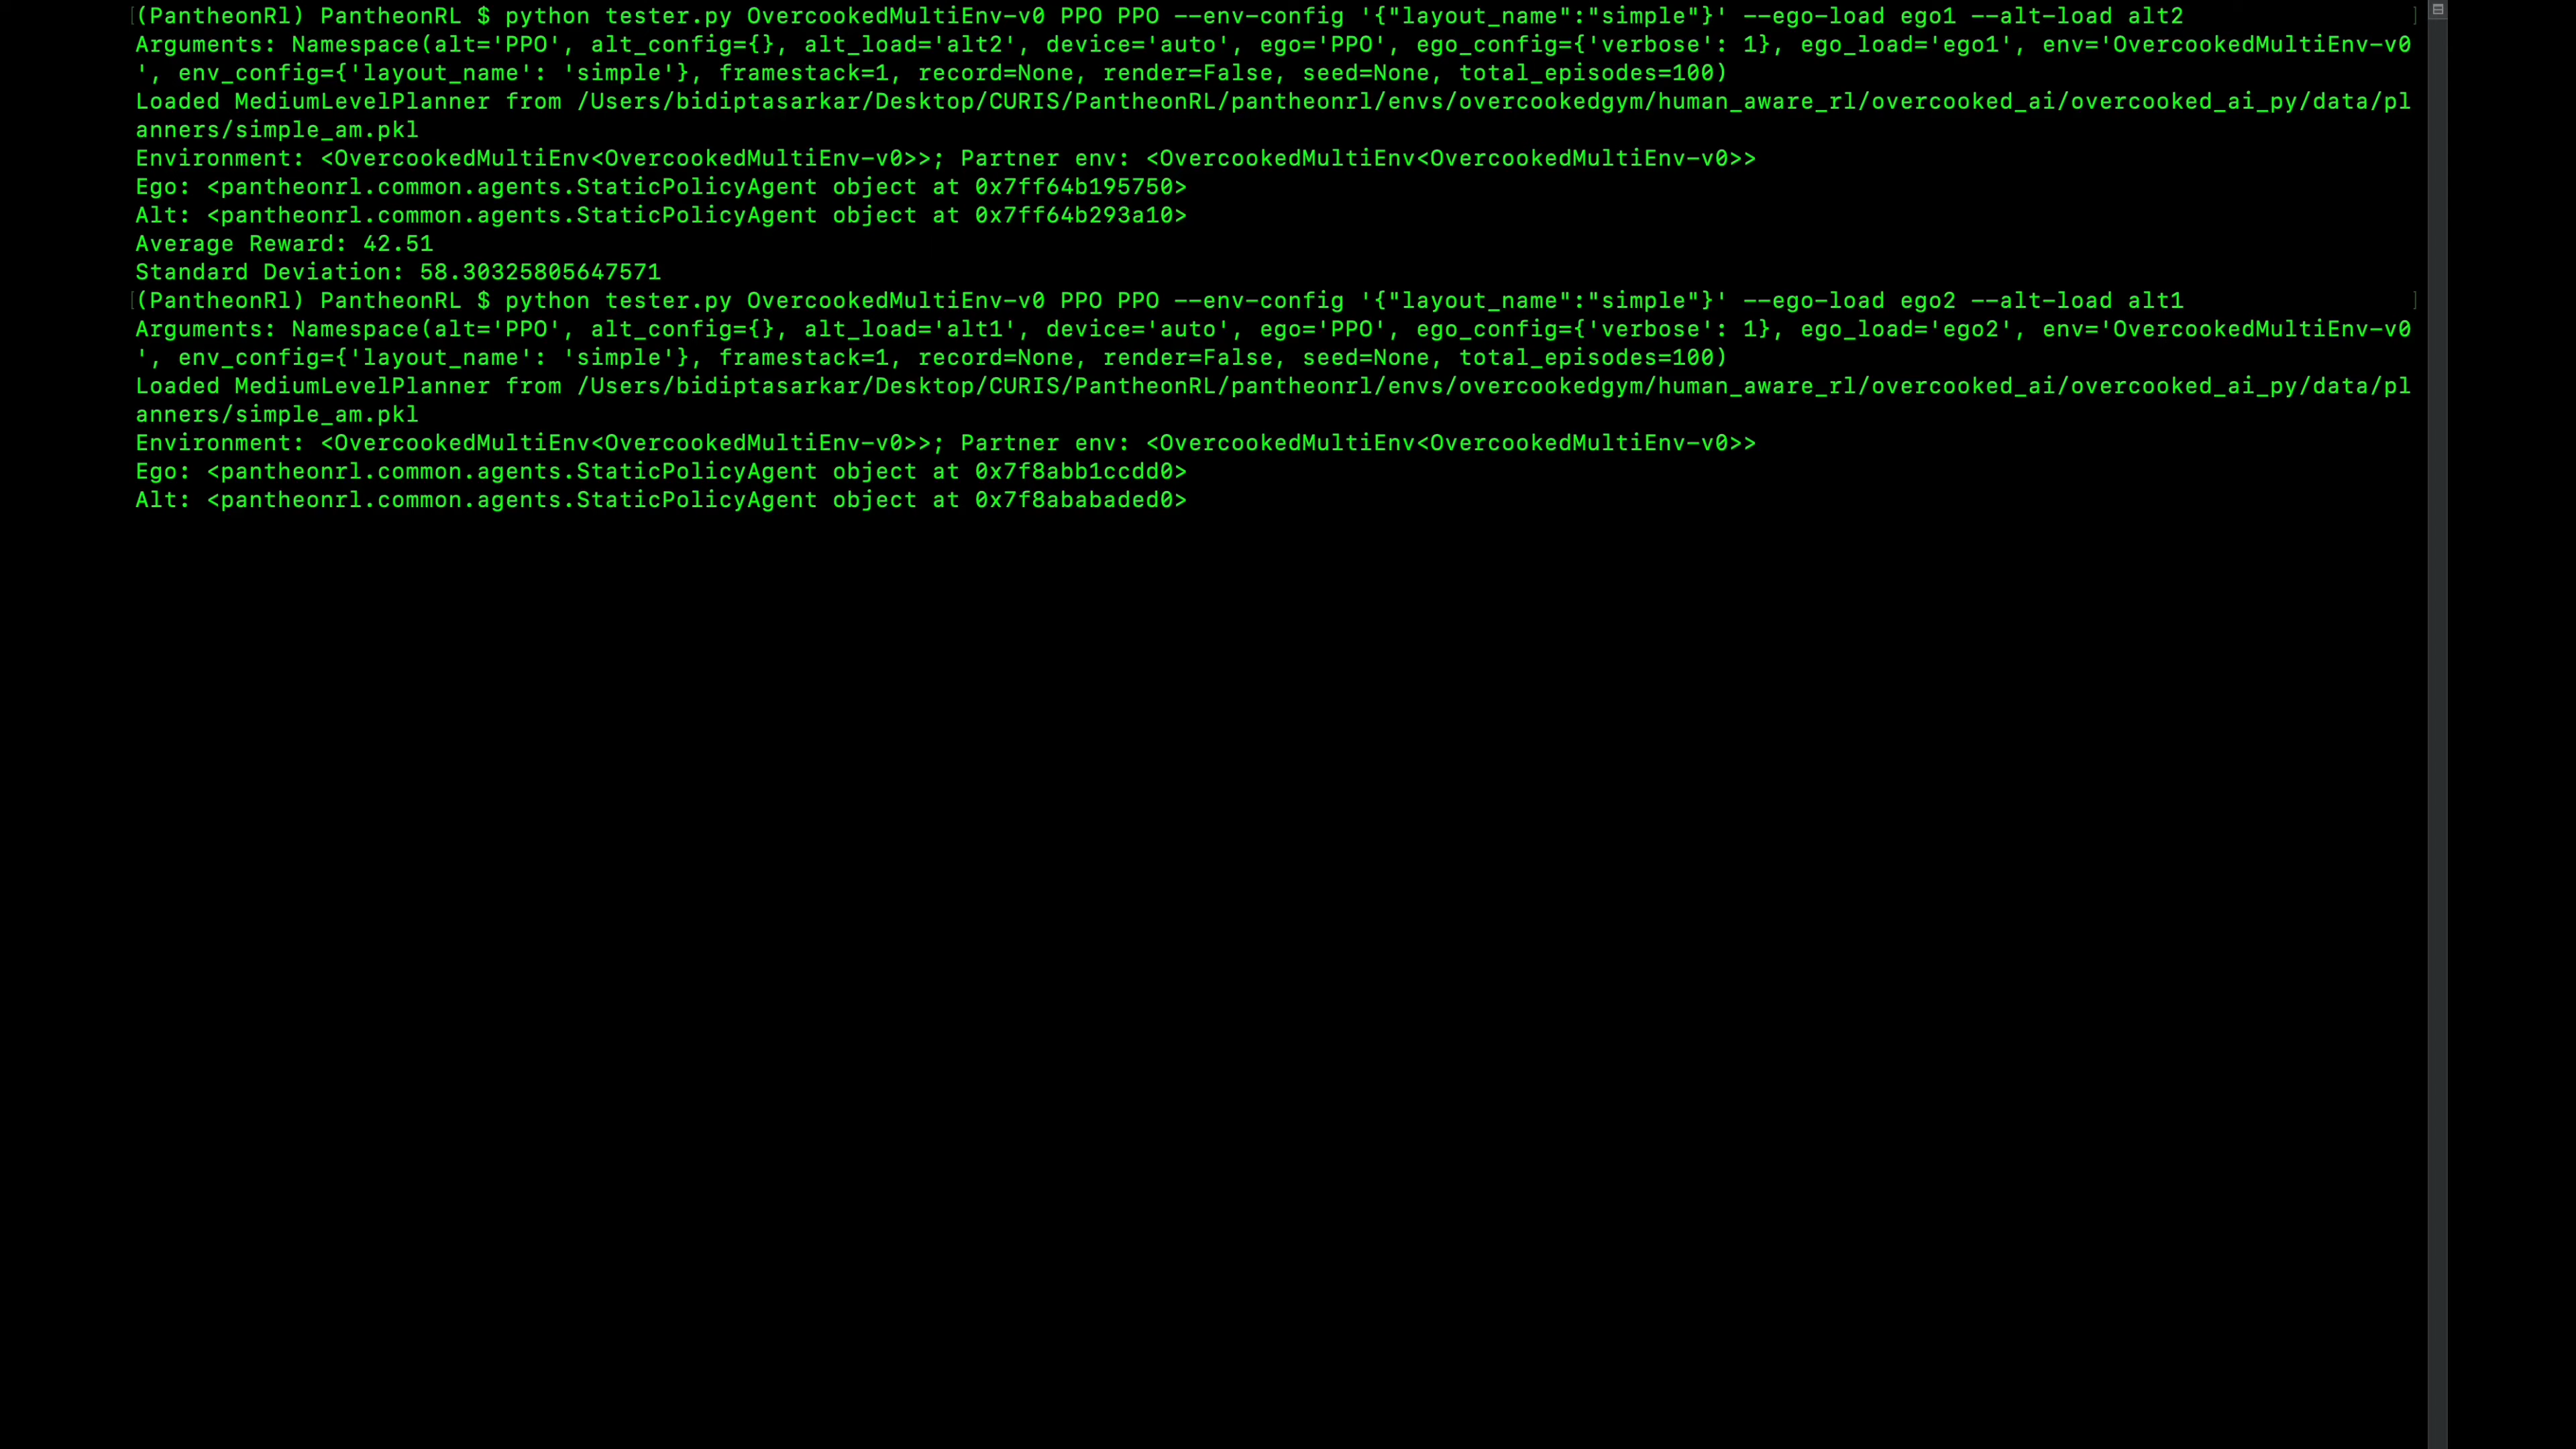 (PantheonRl) PantheonRL $ python tester.py OvercookedMultiEnv-v0 PPO PPO --env-config '{"layout_name":"simple"}' --ego-load ego1 --alt-load alt2
Arguments: Namespace(alt='PPO', alt_config={}, alt_load='alt2', device='auto', ego='PPO', ego_config={'verbose': 1}, ego_load='ego1', env='OvercookedMultiEnv-v0
', env_config={'layout_name': 'simple'}, framestack=1, record=None, render=False, seed=None, total_episodes=100)
Loaded MediumLevelPlanner from /Users/bidiptasarkar/Desktop/CURIS/PantheonRL/pantheonrl/envs/overcookedgym/human_aware_rl/overcooked_ai/overcooked_ai_py/data/pl
anners/simple_am.pkl
Environment: <OvercookedMultiEnv<OvercookedMultiEnv-v0>>; Partner env: <OvercookedMultiEnv<OvercookedMultiEnv-v0>>
Ego: <pantheonrl.common.agents.StaticPolicyAgent object at 0x7ff64b195750>
Alt: <pantheonrl.common.agents.StaticPolicyAgent object at 0x7ff64b293a10>
Average Reward: 42.51
Standard Deviation: 58.30325805647571
(PantheonRl) PantheonRL $ python tester.py OvercookedMultiEnv-v0 PPO PPO --env-config '{"layout_name":"simple"}' --ego-load ego2 --alt-load alt1
Arguments: Namespace(alt='PPO', alt_config={}, alt_load='alt1', device='auto', ego='PPO', ego_config={'verbose': 1}, ego_load='ego2', env='OvercookedMultiEnv-v0
', env_config={'layout_name': 'simple'}, framestack=1, record=None, render=False, seed=None, total_episodes=100)
Loaded MediumLevelPlanner from /Users/bidiptasarkar/Desktop/CURIS/PantheonRL/pantheonrl/envs/overcookedgym/human_aware_rl/overcooked_ai/overcooked_ai_py/data/pl
anners/simple_am.pkl
Environment: <OvercookedMultiEnv<OvercookedMultiEnv-v0>>; Partner env: <OvercookedMultiEnv<OvercookedMultiEnv-v0>>
Ego: <pantheonrl.common.agents.StaticPolicyAgent object at 0x7f8abb1ccdd0>
Alt: <pantheonrl.common.agents.StaticPolicyAgent object at 0x7f8ababaded0>